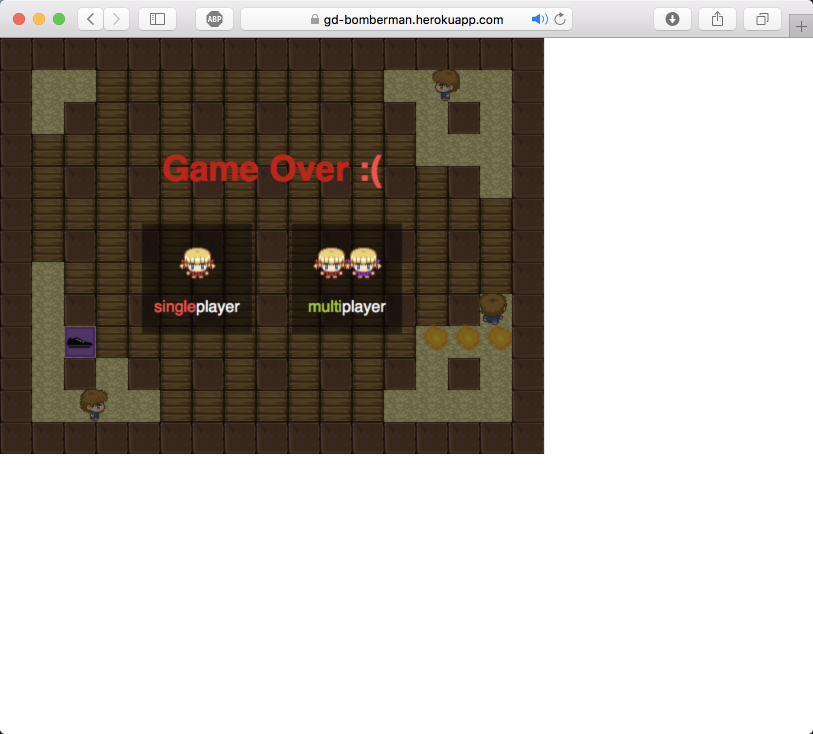 ABP
gd-bomberman.herokuapp.com
Game Over :(
singleplayer
multiplayer